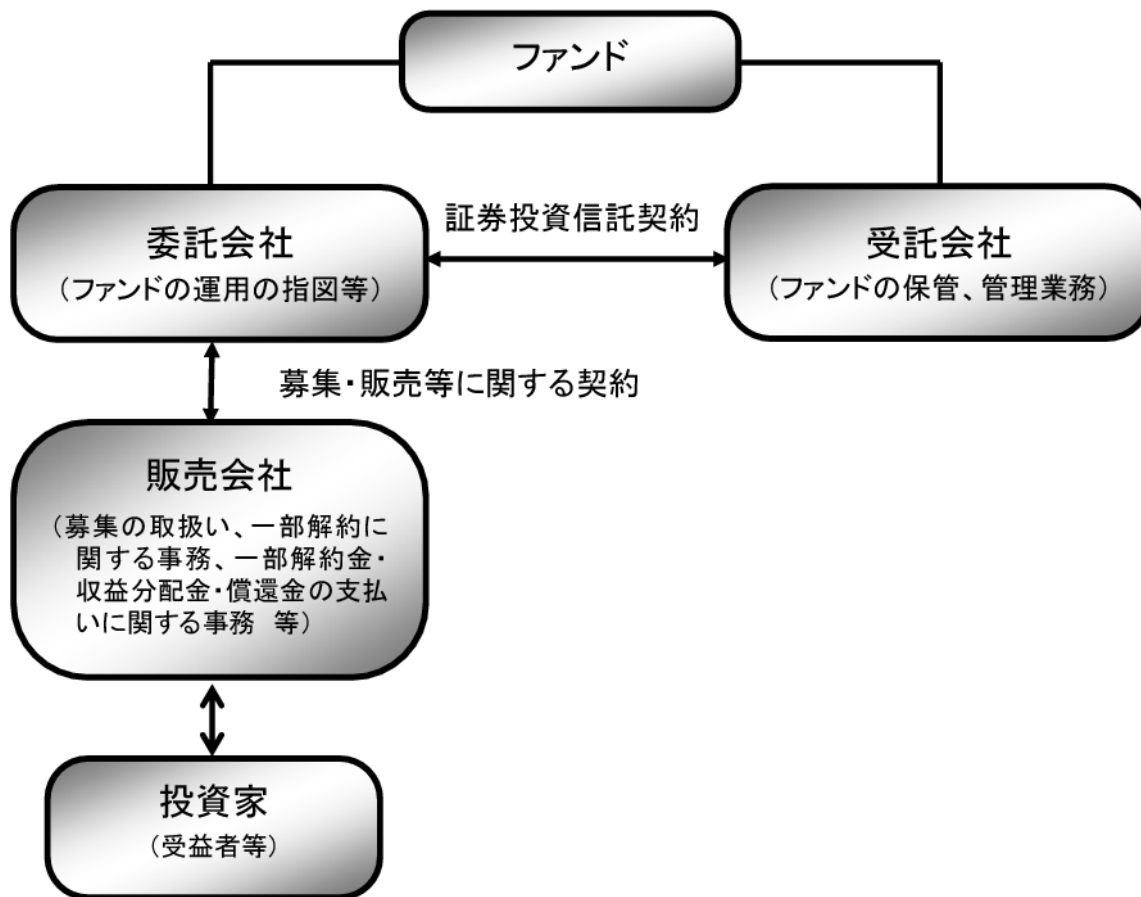 ファンド
委託会社
（ファンドの運用の指図等）
証券投資信託契約
受託会社
（ファンドの保管、管理業務）
募集・販売等に関する契約
販売会社
（募集の取扱い、一部解約に
関する事務、一部解約金・
収益分配金・償還金の支払
いに関する事務　等）
投資家
（受益者等）